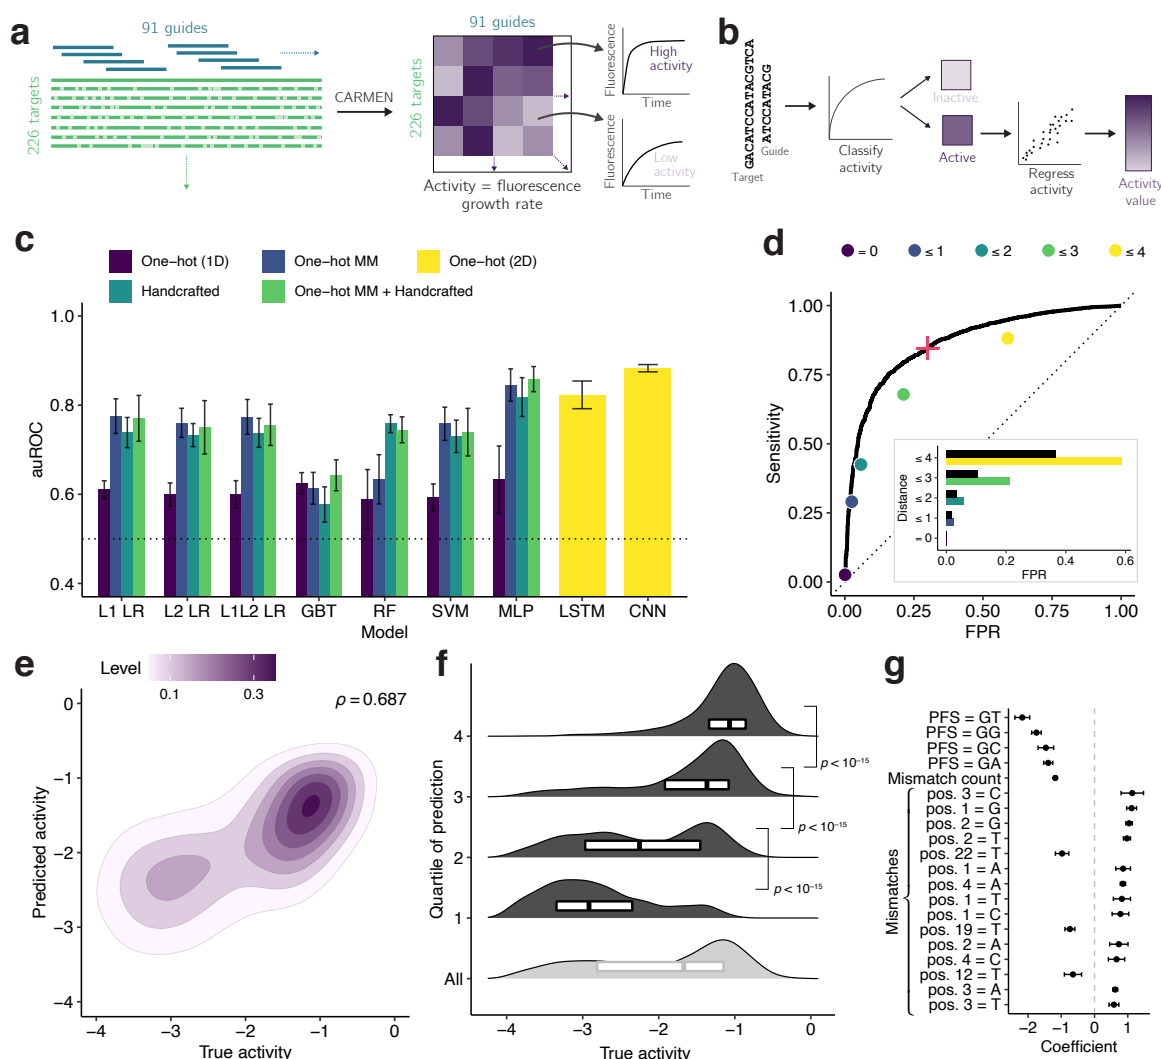 a
91 guides
226 targets
CARMEN
91 guides
226 targets
Activity = fluorescence
growth rate
Fluorescence
High
activity
Time
Fluorescence
Low
activity
Time
b
GACATCCATACGTCA
ATCCATACG
Target
Guide
Classify
activity
Inactive
Active
Regress
activity
Activity
value
c
One-hot (1D)
One-hot MM
One-hot (2D)
Handcrafted
One-hot MM + Handcrafted
auROC
1.0
0.8
0.6
0.4
L1 LR
L2 LR
L1L2 LR
GBT
RF
SVM
MLP
LSTM
CNN
Model
d
= 0
≤ 1
≤ 2
≤ 3
≤ 4
Sensitivity
1.00
0.75
0.50
0.25
0.00
0.00
0.25
0.50
0.75
1.00
FPR
Distance
≤ 4
≤ 3
≤ 2
≤ 1
= 0
0.0
0.2
0.4
0.6
FPR
e
Level
0.1
0.3
ρ = 0.687
Predicted activity
0
−1
−2
−3
−4
−4
−3
−2
−1
0
True activity
f
Quartile of prediction
4
3
2
1
All
p < 10⁻¹⁵
p < 10⁻¹⁵
p < 10⁻¹⁵
−4
−3
−2
−1
0
True activity
g
PFS = GT
PFS = GG
PFS = GC
PFS = GA
Mismatch count
Mismatches
pos. 3 = C
pos. 1 = G
pos. 2 = G
pos. 2 = T
pos. 22 = T
pos. 1 = A
pos. 4 = A
pos. 1 = T
pos. 1 = C
pos. 19 = T
pos. 2 = A
pos. 4 = C
pos. 12 = T
pos. 3 = A
pos. 3 = T
−2
−1
0
1
Coefficient